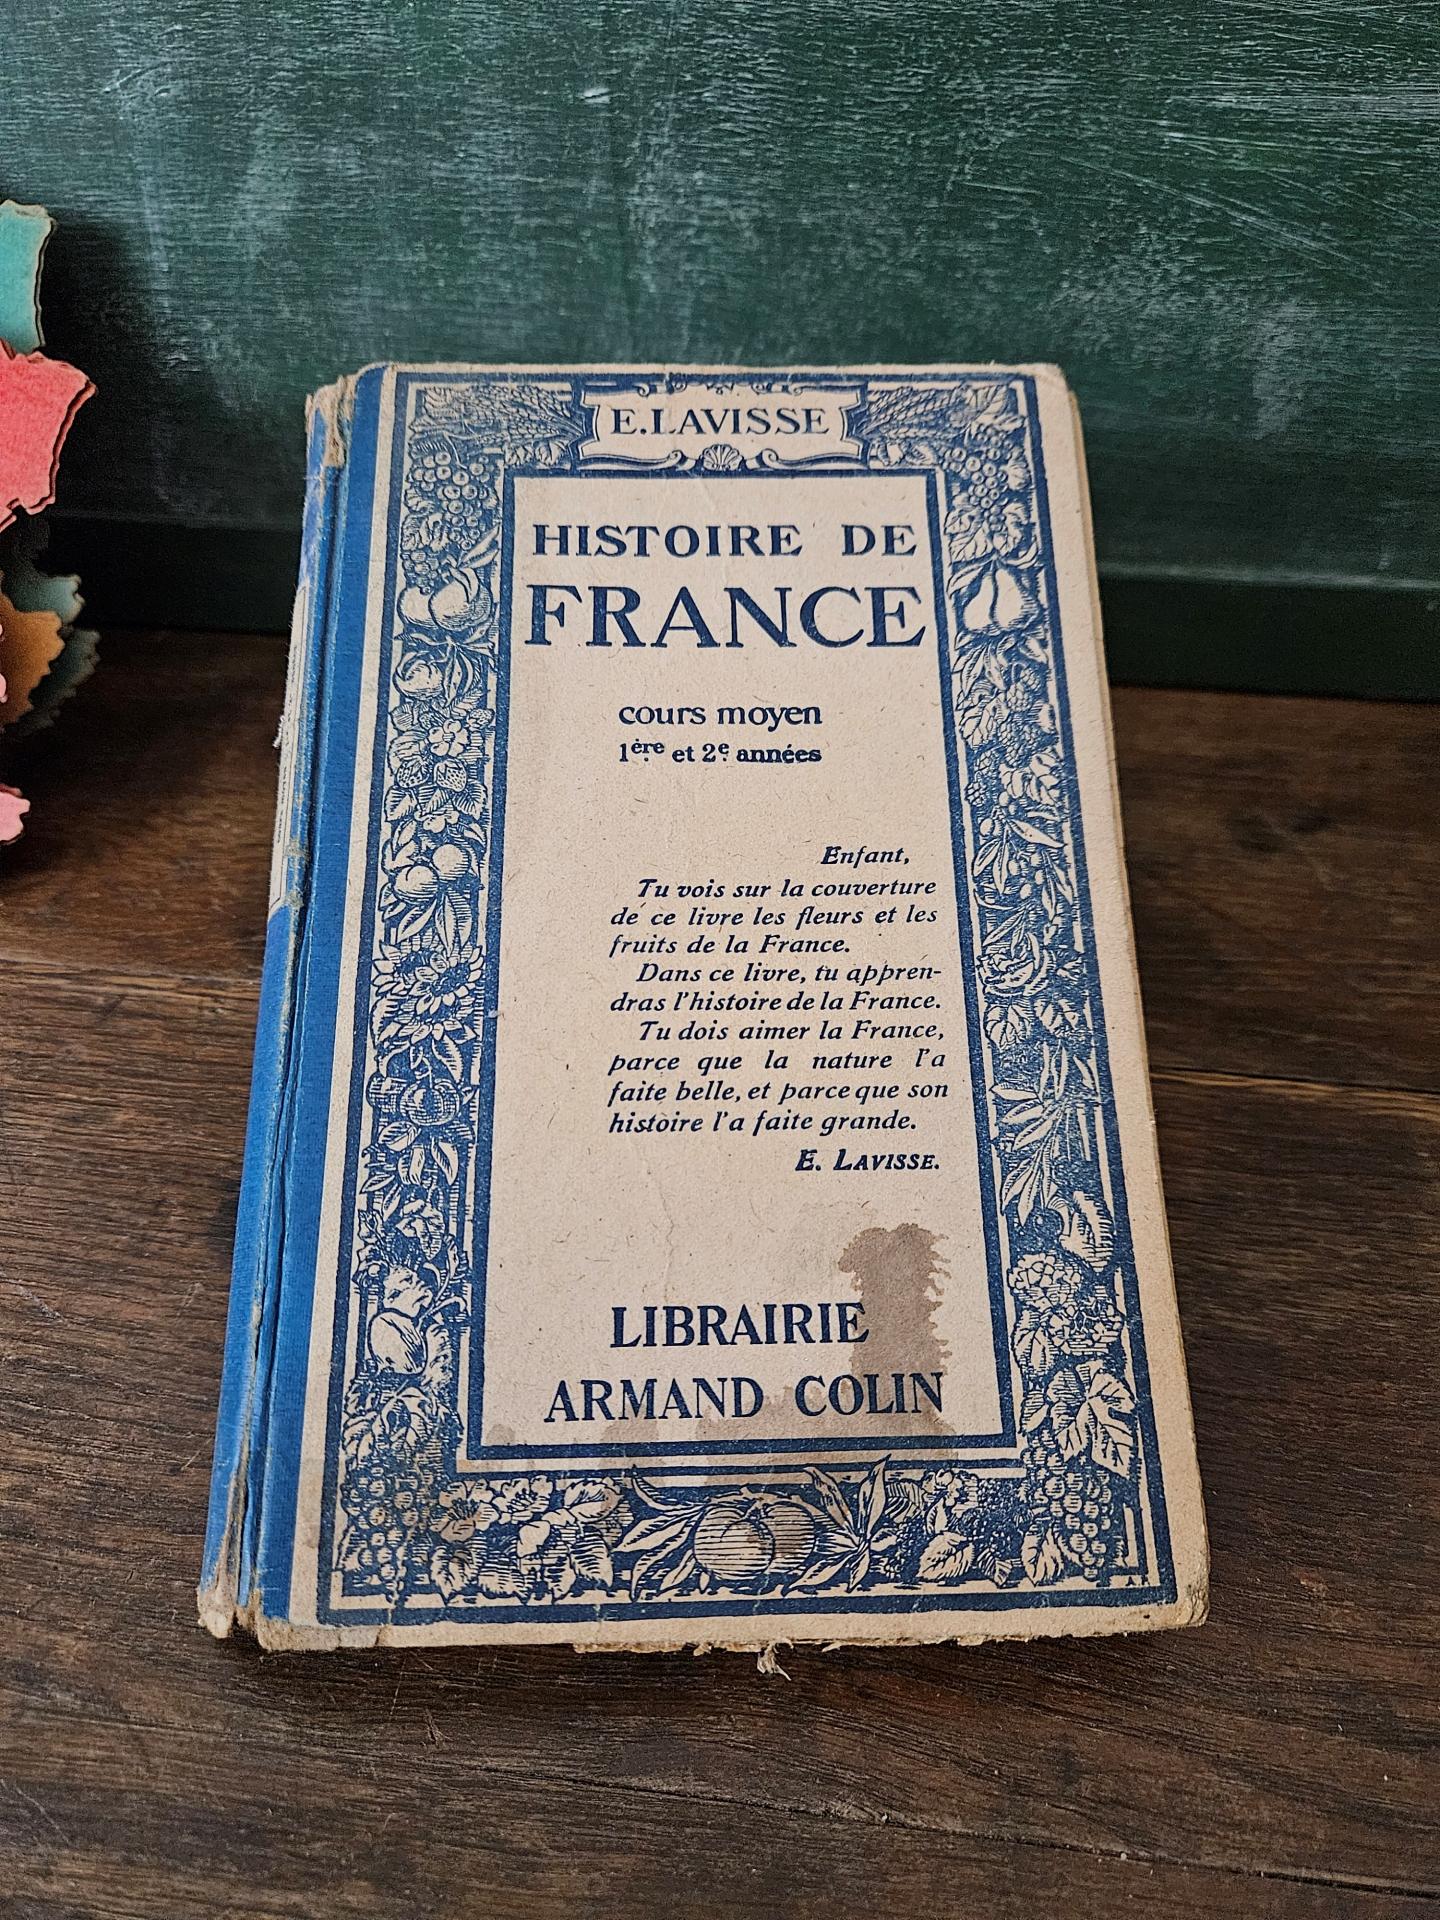 E. LAVISSE
HISTOIRE DE
FRANCE
cours moyen
1ère et 2e années
Enfant,
Tu vois sur la couverture
de ce livre les fleurs et les
fruits de la France.
Dans ce livre, tu appren-
dras l'histoire de la France.
Tu dois aimer la France,
parce que la nature l'a
faite belle, et parce que son
histoire l'a faite grande.
E. LAVISSE.
LIBRAIRIE
ARMAND COLIN